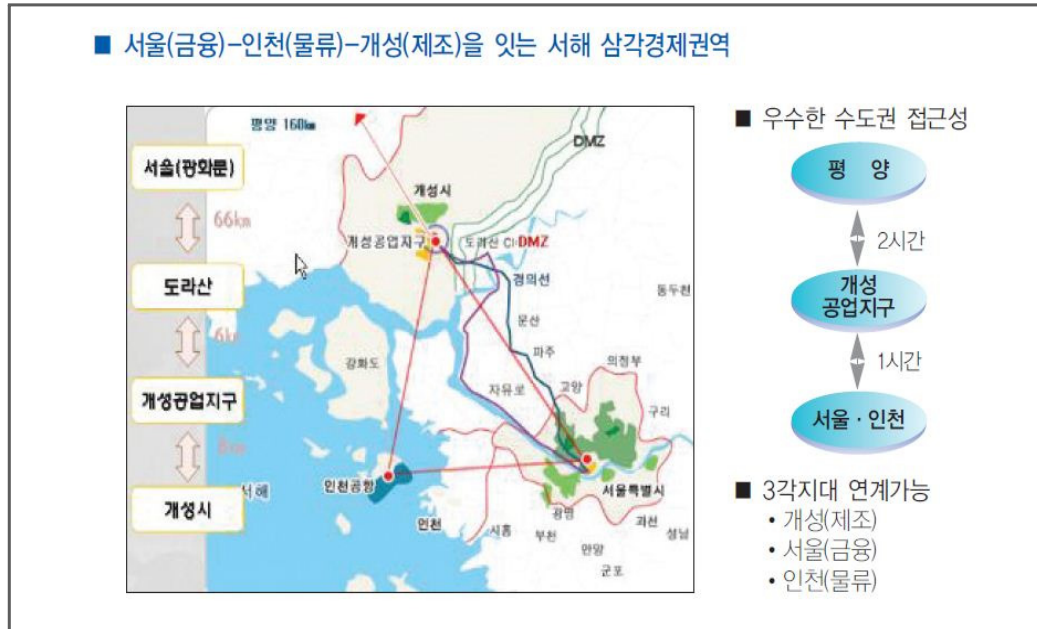 ■ 서울(금융)-인천(물류)-개성(제조)을 잇는 서해 삼각경제권역
평양 160km
서울(광화문)
66km
도라산
6km
개성공업지구
8km
개성시
DMZ
개성시
개성공업지구
도라산 CI
DMZ
경의선
동두천
문산
파주
의정부
강화도
자유로
고양
구리
인천공항
서울특별시
서해
인천
시흥
광명
부천
안양
군포
과천
성남
■ 우수한 수도권 접근성
평 양
2시간
개성
공업지구
1시간
서울·인천
■ 3각지대 연계가능
• 개성(제조)
• 서울(금융)
• 인천(물류)